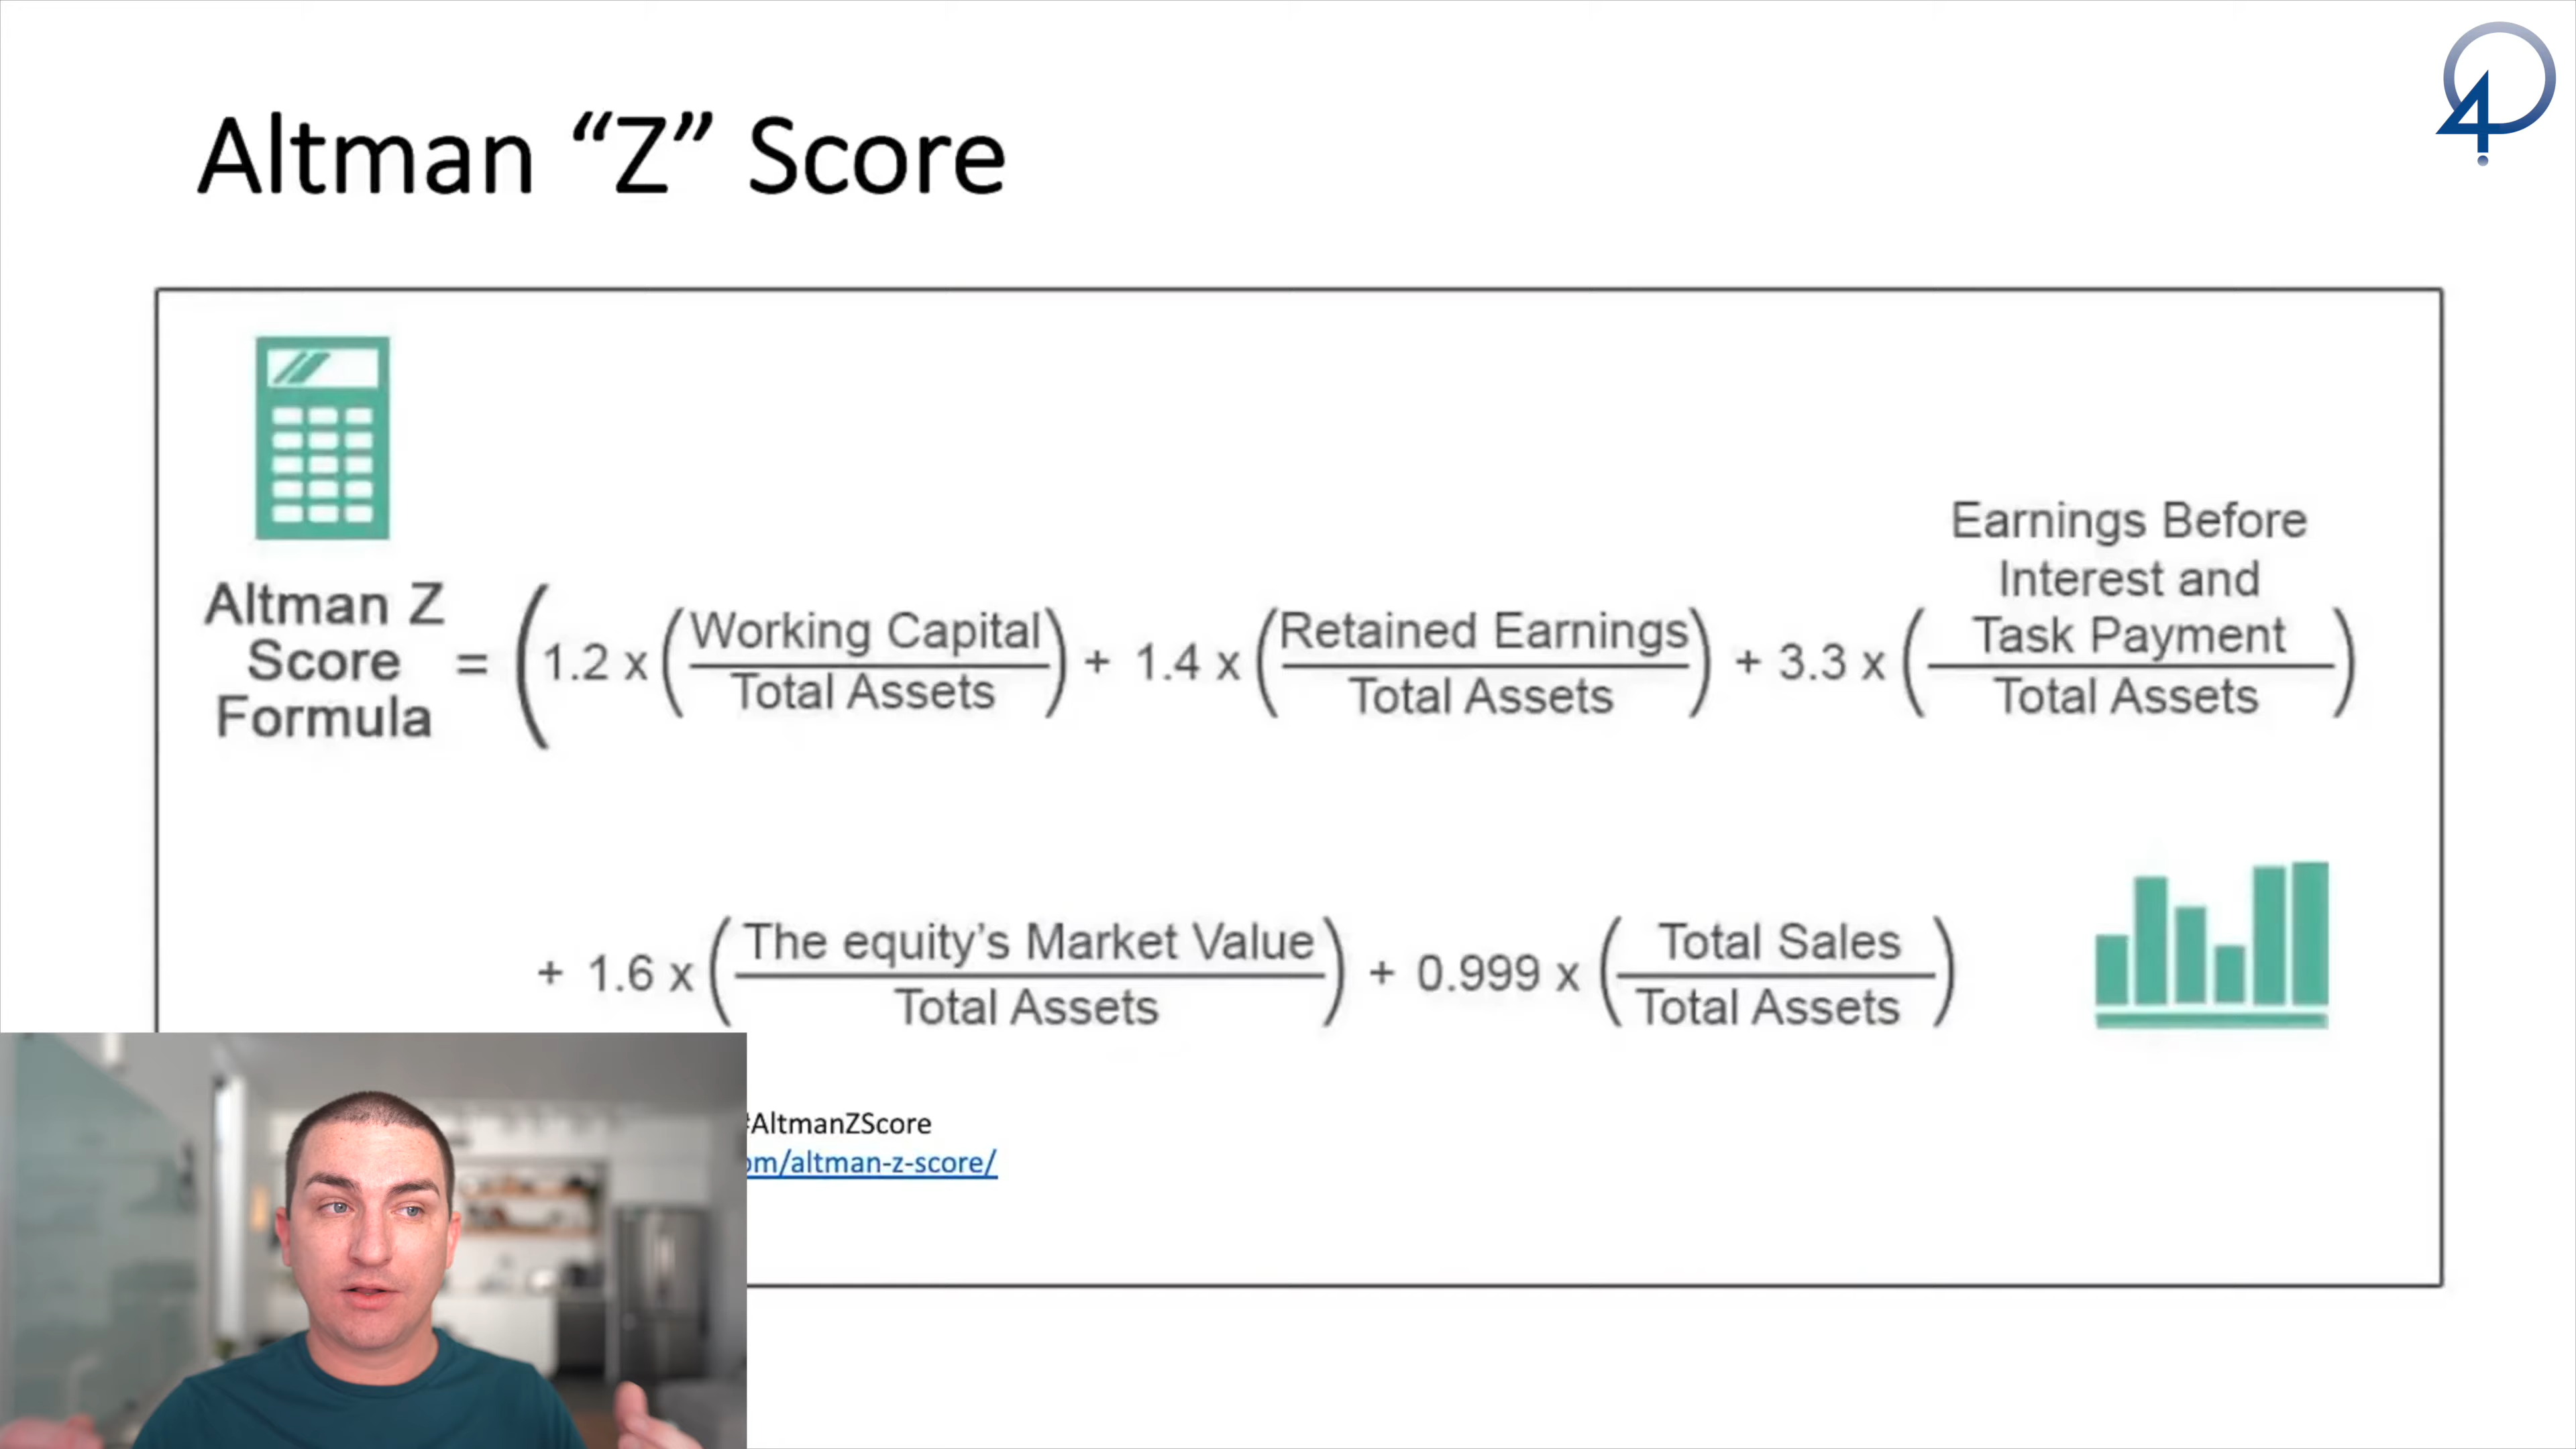 4
Altman “Z” Score
Altman Z Score Formula = ( 1.2 x ( Working Capital / Total Assets ) + 1.4 x ( Retained Earnings / Total Assets ) + 3.3 x ( Earnings Before Interest and Task Payment / Total Assets )
+ 1.6 x ( The equity’s Market Value / Total Assets ) + 0.999 x ( Total Sales / Total Assets )
#AltmanZScore
om/altman-z-score/